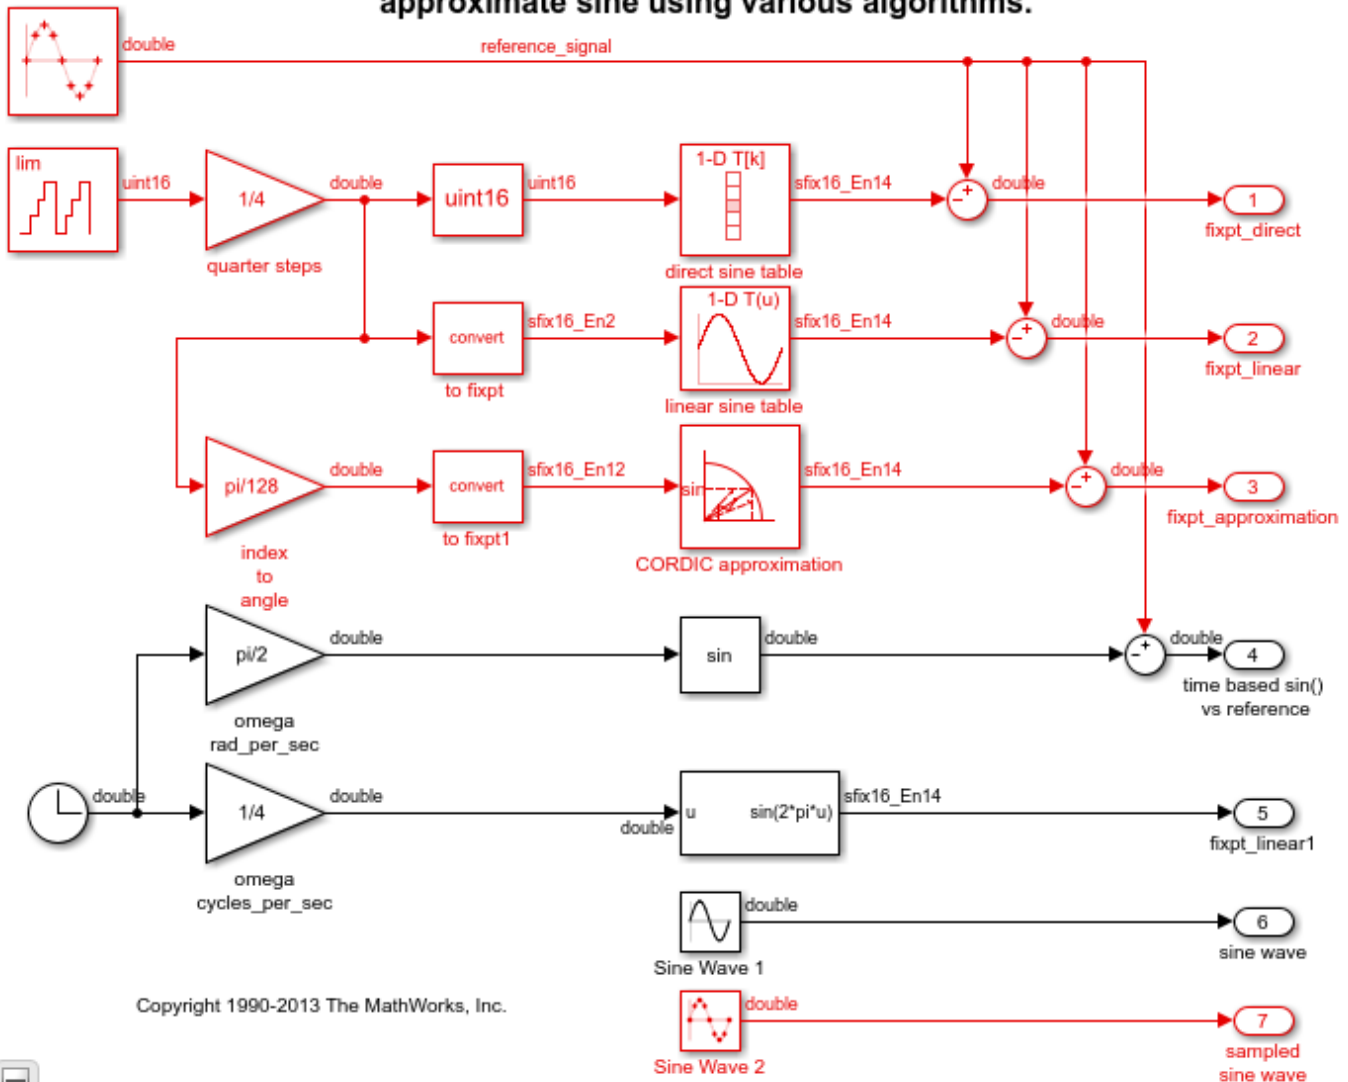 approximate sine using various algorithms.
double
reference_signal
lim
uint16
1/4
double
uint16
uint16
1-D T[k]
sfix16_En14
-
+
double
1
fixpt_direct
quarter steps
direct sine table
convert
sfix16_En2
1-D T(u)
sfix16_En14
-
+
double
2
fixpt_linear
to fixpt
linear sine table
pi/128
double
convert
sfix16_En12
sin
sfix16_En14
-
+
double
3
fixpt_approximation
to fixpt1
index
to
angle
CORDIC approximation
pi/2
double
sin
double
-
+
double
4
time based sin()
vs reference
omega
rad_per_sec
double
1/4
double
double
u
sin(2*pi*u)
sfix16_En14
5
fixpt_linear1
omega
cycles_per_sec
double
6
sine wave
Sine Wave 1
Copyright 1990-2013 The MathWorks, Inc.
double
7
sampled
sine wave
Sine Wave 2